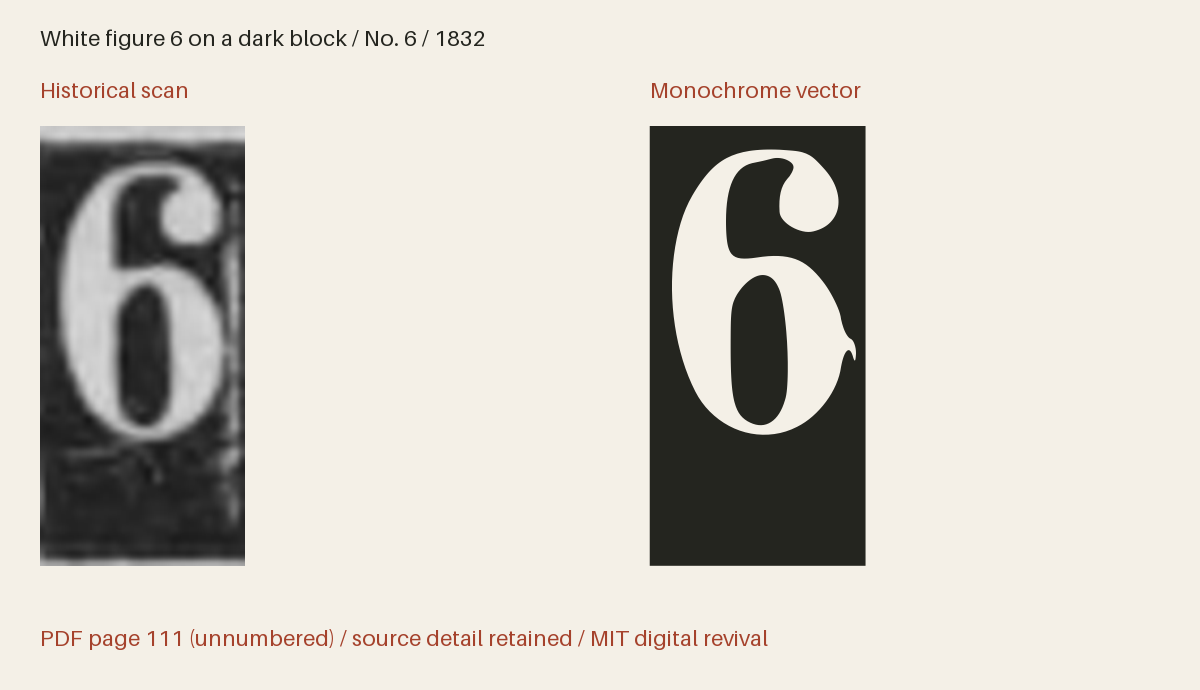 White figure 6 on a dark block / No. 6 / 1832
Historical scan
Monochrome vector
6
6
PDF page 111 (unnumbered) / source detail retained / MIT digital revival